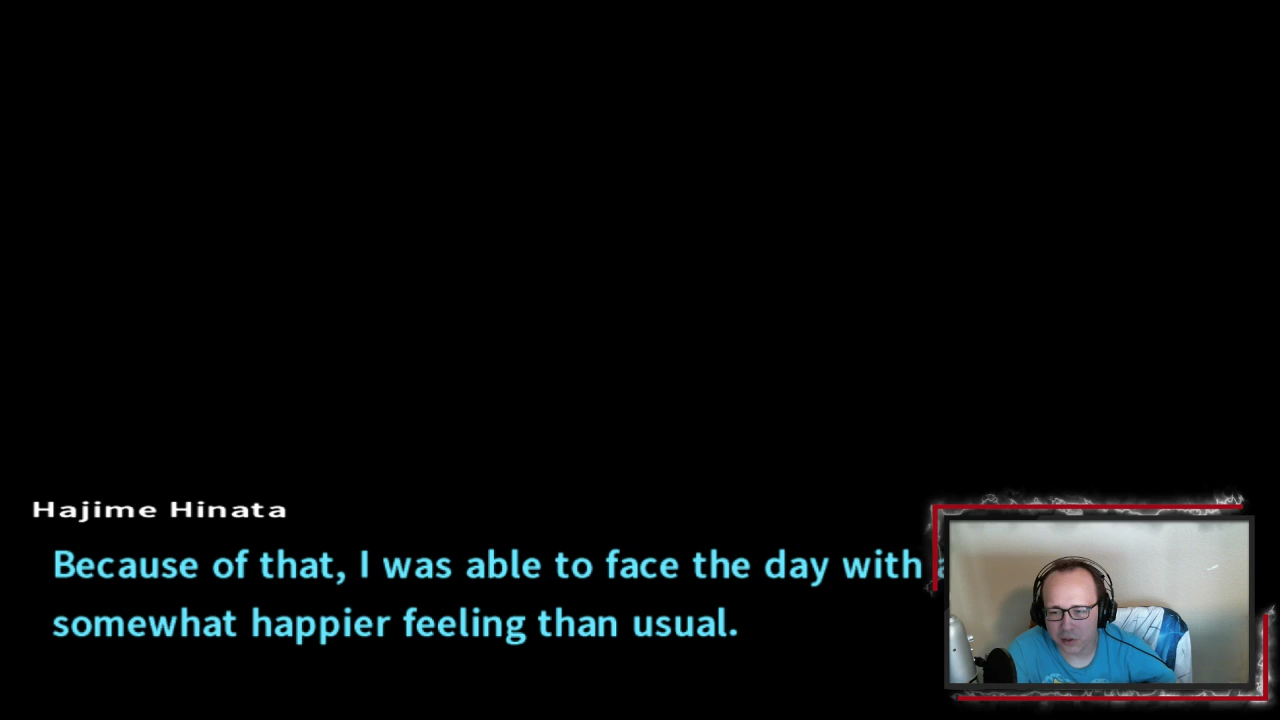 Hajime Hinata
Because of that, I was able to face the day with a
somewhat happier feeling than usual.